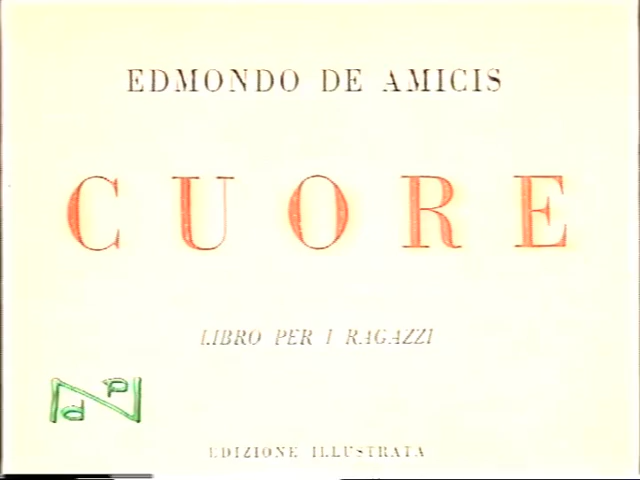 EDMONDO DE AMICIS
CUORE
LIBRO PER I RAGAZZI
EDIZIONE ILLUSTRATA